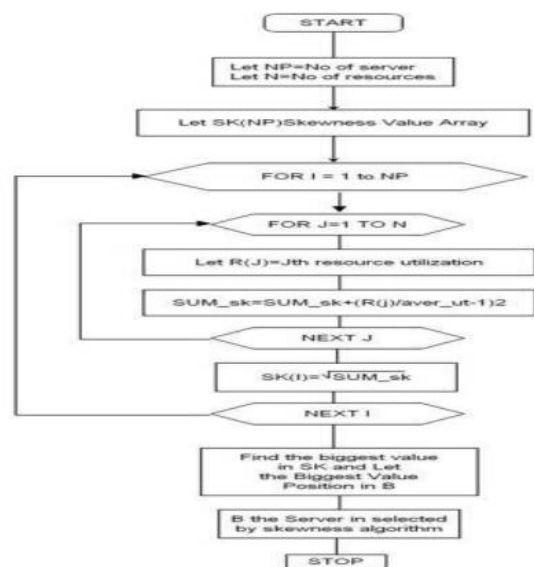 START
Let NP=No of server
Let N=No of resources
Let SK(NP)Skewness Value Array
FOR I = 1 to NP
FOR J=1 TO N
Let R(J)=Jth resource utilization
SUM_sk=SUM_sk+(R(j)/aver_ut-1)2
NEXT J
SK(I)=√SUM_sk
NEXT I
Find the biggest value
in SK and Let
the Biggest Value
Position in B
B the Server in selected
by skewness algorithm
STOP